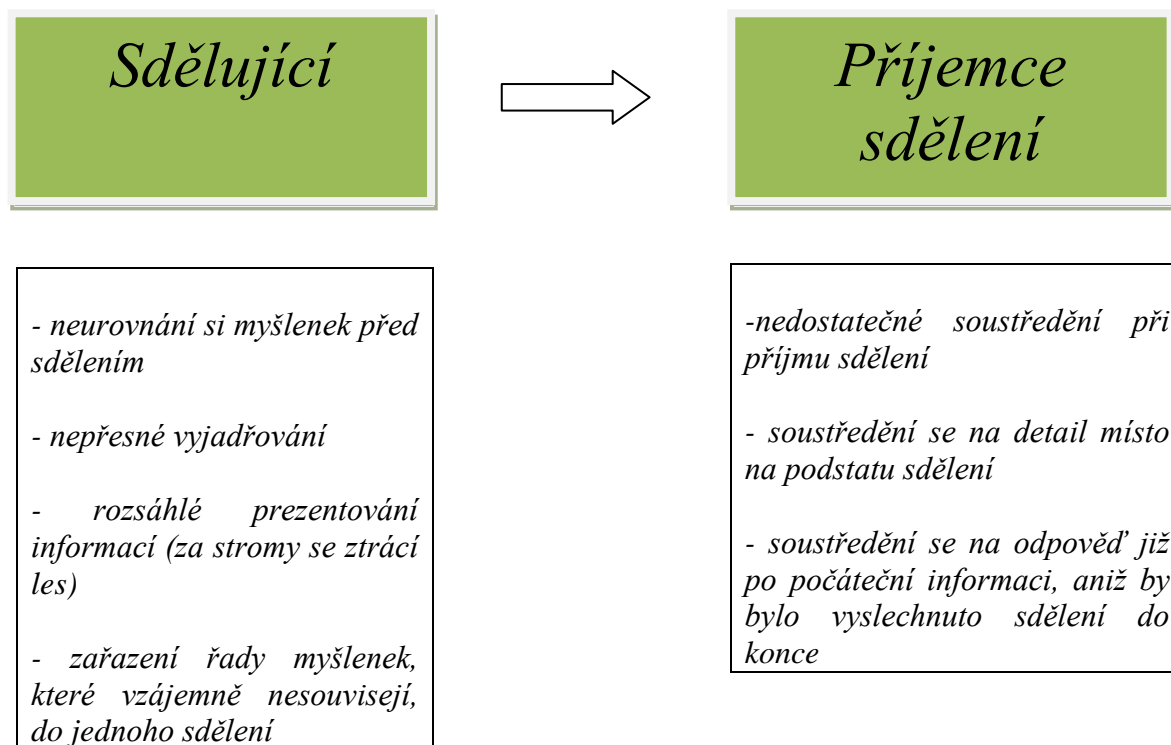 Sdělující
Příjemce
sdělení
- neurovnání si myšlenek před
sdělením
- nepřesné vyjadřování
- rozsáhlé prezentování
informací (za stromy se ztrácí
les)
- zařazení řady myšlenek,
které vzájemně nesouvisejí,
do jednoho sdělení
-nedostatečné soustředění při
příjmu sdělení
- soustředění se na detail místo
na podstatu sdělení
- soustředění se na odpověď již
po počáteční informaci, aniž by
bylo vyslechnuto sdělení do
konce